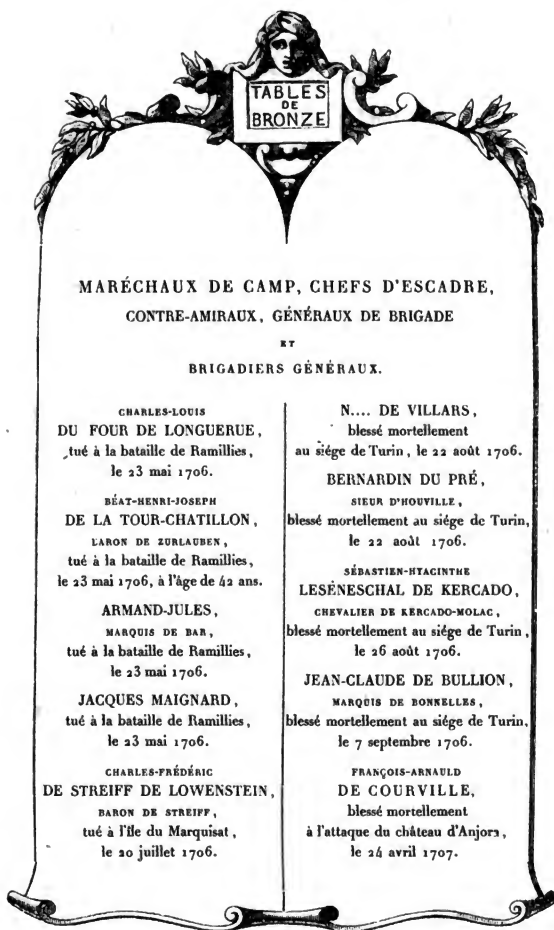 TABLES
DE
BRONZE
MARÉCHAUX DE CAMP, CHEFS D'ESCADRE,
CONTRE-AMIRAUX, GÉNÉRAUX DE BRIGADE
ET
BRIGADIERS GÉNÉRAUX.
CHARLES-LOUIS
DU FOUR DE LONGUERUE,
tué à la bataille de Ramillies,
le 23 mai 1706.
BÉAT-HENRI-JOSEPH
DE LA TOUR-CHATILLON,
BARON DE ZURLAUBEN,
tué à la bataille de Ramillies,
le 23 mai 1706, à l'âge de 42 ans.
ARMAND-JULES,
MARQUIS DE BAR,
tué à la bataille de Ramillies,
le 23 mai 1706.
JACQUES MAIGNARD,
tué à la bataille de Ramillies,
le 23 mai 1706.
CHARLES-FRÉDÉRIC
DE STREIFF DE LOWENSTEIN,
BARON DE STREIFF,
tué à l'île du Marquisat,
le 20 juillet 1706.
N.... DE VILLARS,
blessé mortellement
au siége de Turin, le 22 août 1706.
BERNARDIN DU PRÉ,
SIEUR D'HOUVILLE,
blessé mortellement au siége de Turin,
le 22 août 1706.
SÉBASTIEN-HYACINTHE
LESÉNESCHAL DE KERCADO,
CHEVALIER DE KERCADO-MOLAC,
blessé mortellement au siége de Turin,
le 26 août 1706.
JEAN-CLAUDE DE BULLION,
MARQUIS DE BONNELLES,
blessé mortellement au siége de Turin,
le 7 septembre 1706.
FRANÇOIS-ARNAULD
DE COURVILLE,
blessé mortellement
à l'attaque du château d'Anjora,
le 24 avril 1707.